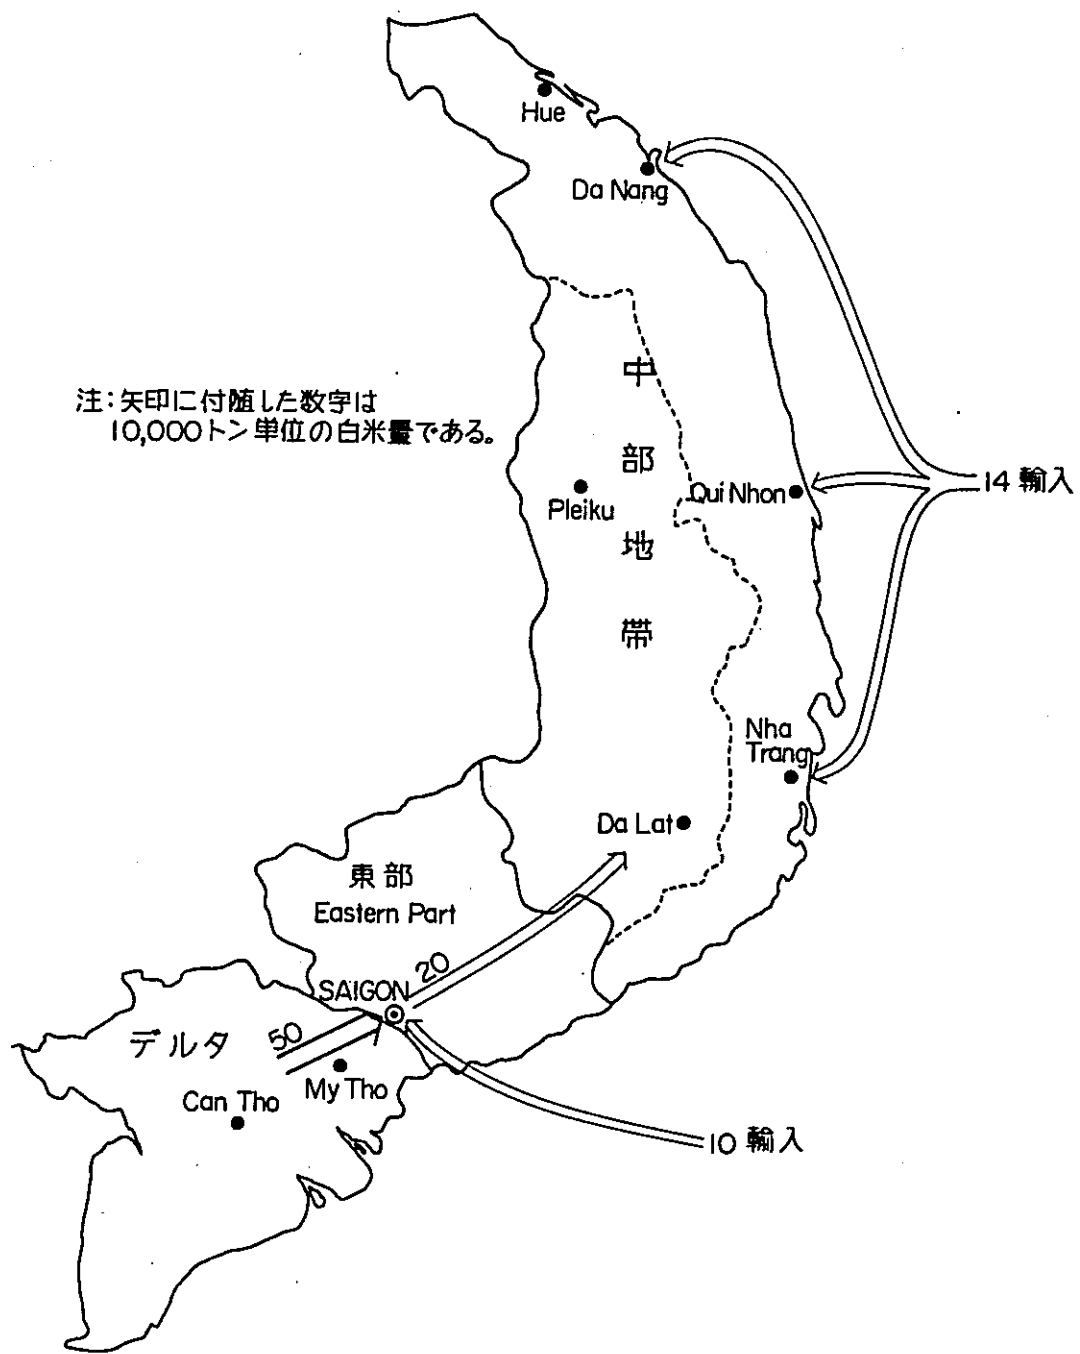 Hue
Da Nang
注:矢印に付随した数字は
10,000トン単位の白米量である。
中部地帯
Pleiku
Qui Nhon
14 輸入
Nha
Trang
Da Lat
東部
Eastern Part
20
SAIGON
50
デルタ
My Tho
Can Tho
10 輸入